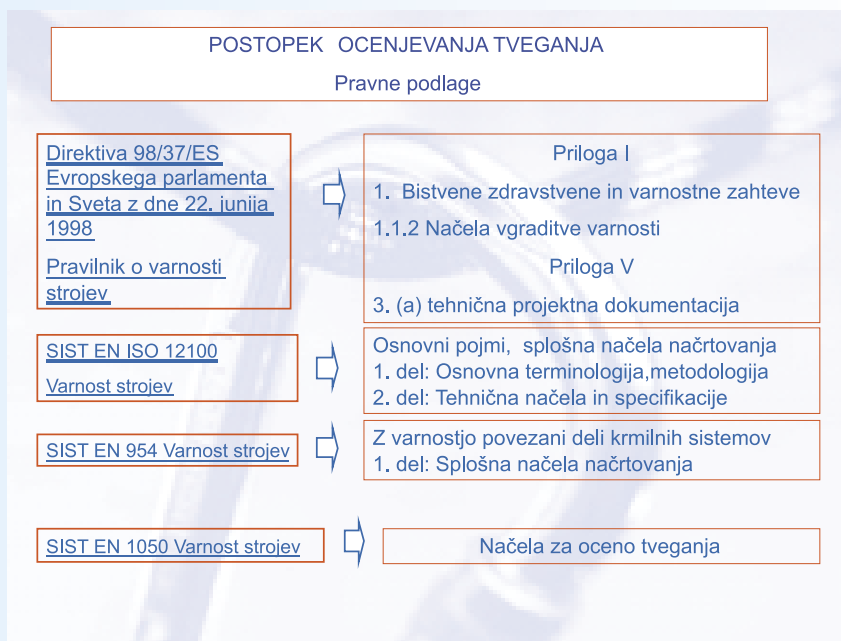 POSTOPEK OCENJEVANJA TVEGANJA
Pravne podlage
Direktiva 98/37/ES
Evropskega parlamenta
in Sveta z dne 22. junija
1998
Pravilnik o varnosti
strojev
Priloga I
1. Bistvene zdravstvene in varnostne zahteve
1.1.2 Načela vgraditve varnosti
Priloga V
3. (a) tehnična projektna dokumentacija
SIST EN ISO 12100
Varnost strojev
Osnovni pojmi, splošna načela načrtovanja
1. del: Osnovna terminologija,metodologija
2. del: Tehnična načela in specifikacije
SIST EN 954 Varnost strojev
Z varnostjo povezani deli krmilnih sistemov
1. del: Splošna načela načrtovanja
SIST EN 1050 Varnost strojev
Načela za oceno tveganja